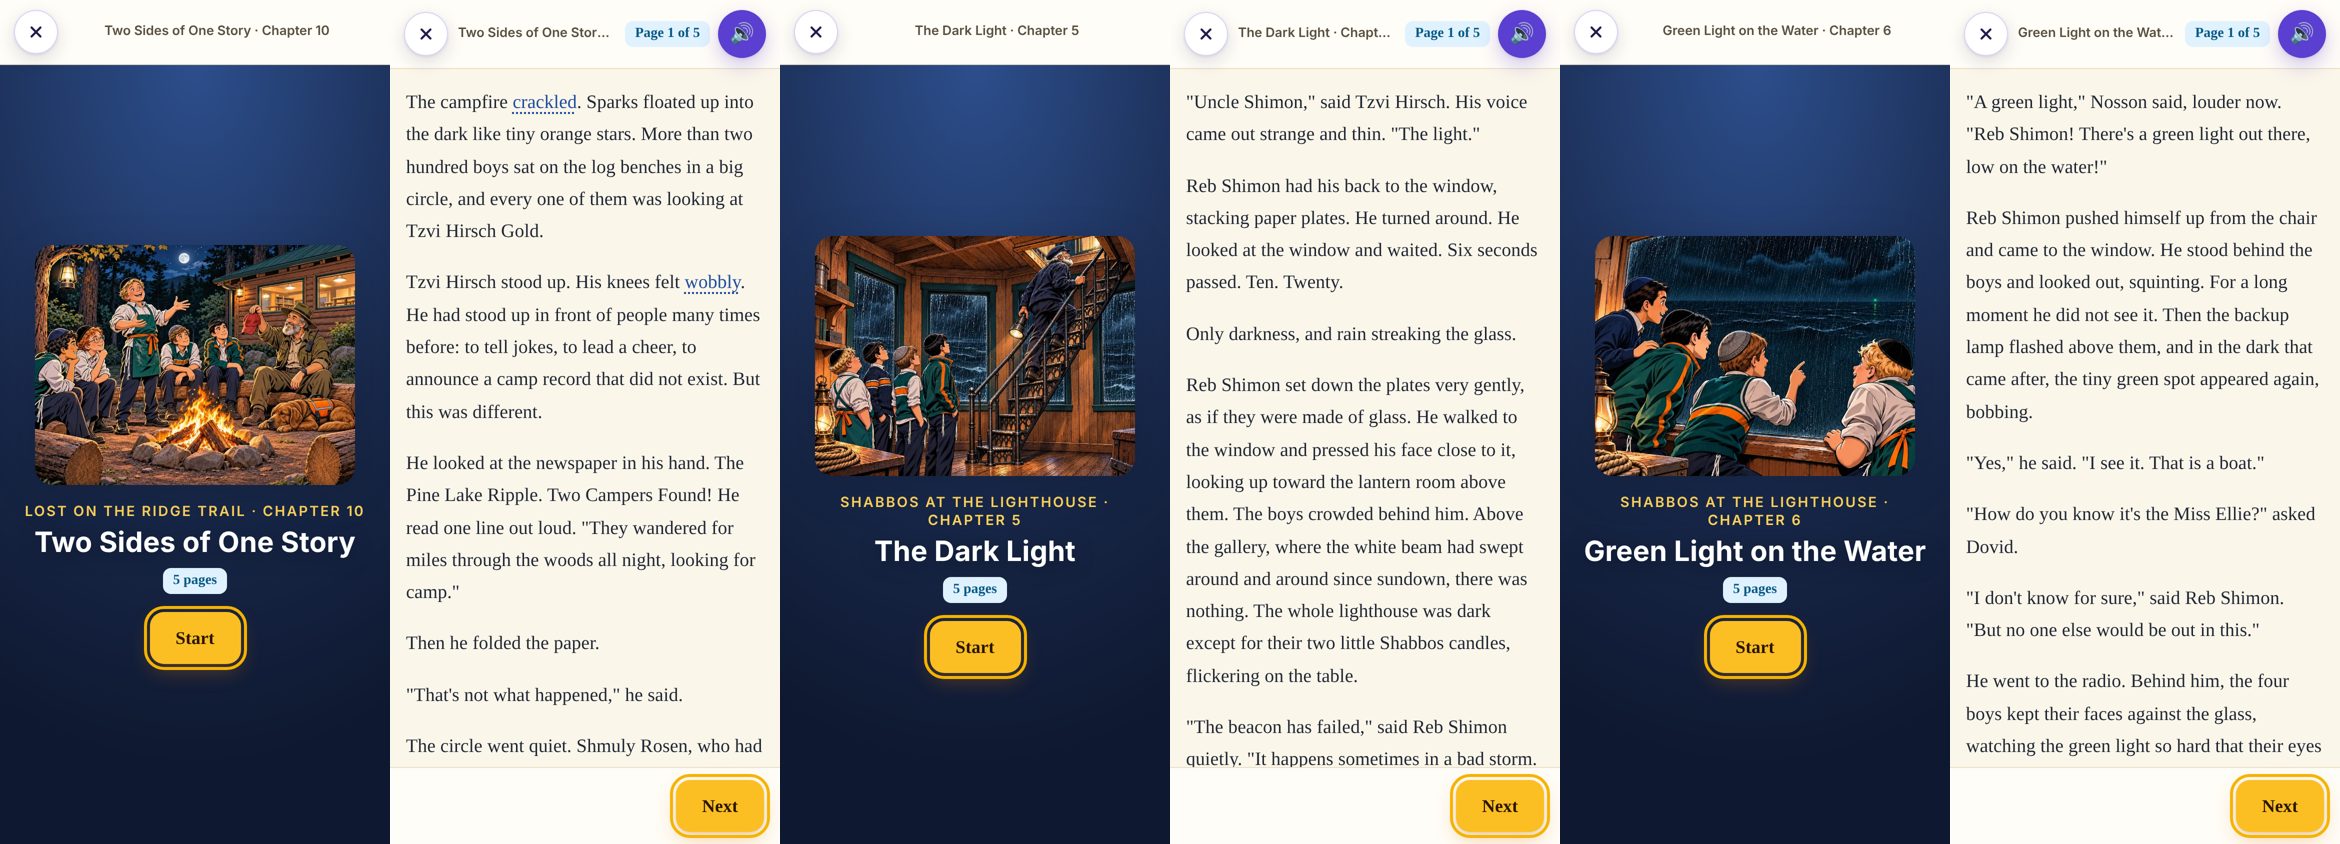 Two Sides of One Story · Chapter 10
LOST ON THE RIDGE TRAIL · CHAPTER 10
Two Sides of One Story
5 pages
Start
Two Sides of One Stor...
Page 1 of 5
The campfire crackled. Sparks floated up into
the dark like tiny orange stars. More than two
hundred boys sat on the log benches in a big
circle, and every one of them was looking at
Tzvi Hirsch Gold.
Tzvi Hirsch stood up. His knees felt wobbly.
He had stood up in front of people many times
before: to tell jokes, to lead a cheer, to
announce a camp record that did not exist. But
this was different.
He looked at the newspaper in his hand. The
Pine Lake Ripple. Two Campers Found! He
read one line out loud. "They wandered for
miles through the woods all night, looking for
camp."
Then he folded the paper.
"That's not what happened," he said.
The circle went quiet. Shmuly Rosen, who had
Next
The Dark Light · Chapter 5
SHABBOS AT THE LIGHTHOUSE ·
CHAPTER 5
The Dark Light
5 pages
Start
The Dark Light · Chapt...
Page 1 of 5
"Uncle Shimon," said Tzvi Hirsch. His voice
came out strange and thin. "The light."
Reb Shimon had his back to the window,
stacking paper plates. He turned around. He
looked at the window and waited. Six seconds
passed. Ten. Twenty.
Only darkness, and rain streaking the glass.
Reb Shimon set down the plates very gently,
as if they were made of glass. He walked to
the window and pressed his face close to it,
looking up toward the lantern room above
them. The boys crowded behind him. Above
the gallery, where the white beam had swept
around and around since sundown, there was
nothing. The whole lighthouse was dark
except for their two little Shabbos candles,
flickering on the table.
"The beacon has failed," said Reb Shimon
quietly. "It happens sometimes in a bad storm.
Next
Green Light on the Water · Chapter 6
SHABBOS AT THE LIGHTHOUSE ·
CHAPTER 6
Green Light on the Water
5 pages
Start
Green Light on the Wat...
Page 1 of 5
"A green light," Nosson said, louder now.
"Reb Shimon! There's a green light out there,
low on the water!"
Reb Shimon pushed himself up from the chair
and came to the window. He stood behind the
boys and looked out, squinting. For a long
moment he did not see it. Then the backup
lamp flashed above them, and in the dark that
came after, the tiny green spot appeared again,
bobbing.
"Yes," he said. "I see it. That is a boat."
"How do you know it's the Miss Ellie?" asked
Dovid.
"I don't know for sure," said Reb Shimon.
"But no one else would be out in this."
He went to the radio. Behind him, the four
boys kept their faces against the glass,
watching the green light so hard that their eyes
Next